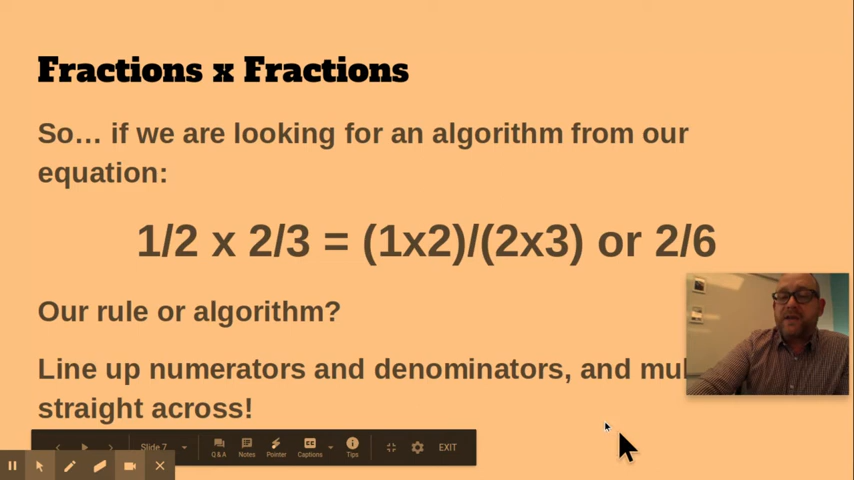 Fractions x Fractions
So… if we are looking for an algorithm from our
equation:
1/2 x 2/3 = (1x2)/(2x3) or 2/6
Our rule or algorithm?
Line up numerators and denominators, and
straight across!
Slide 7
Q & A
Notes
Pointer
CC
Captions
Tips
EXIT